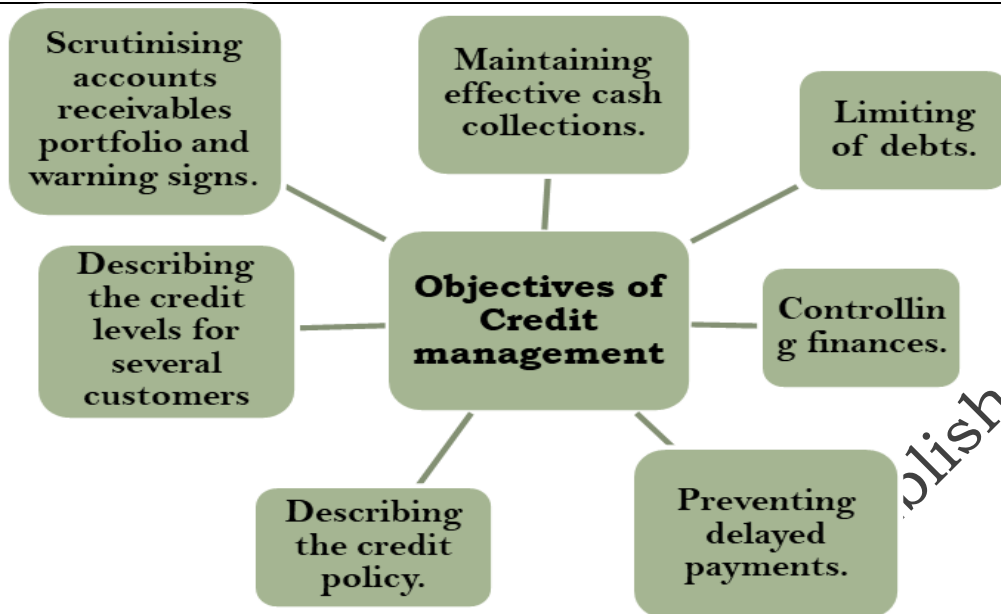 Scrutinising
accounts
receivables
portfolio and
warning signs.
Maintaining
effective cash
collections.
Limiting
of debts.
Describing
the credit
levels for
several
customers
Objectives of
Credit
management
Controllin
g finances.
Describing
the credit
policy.
Preventing
delayed
payments.